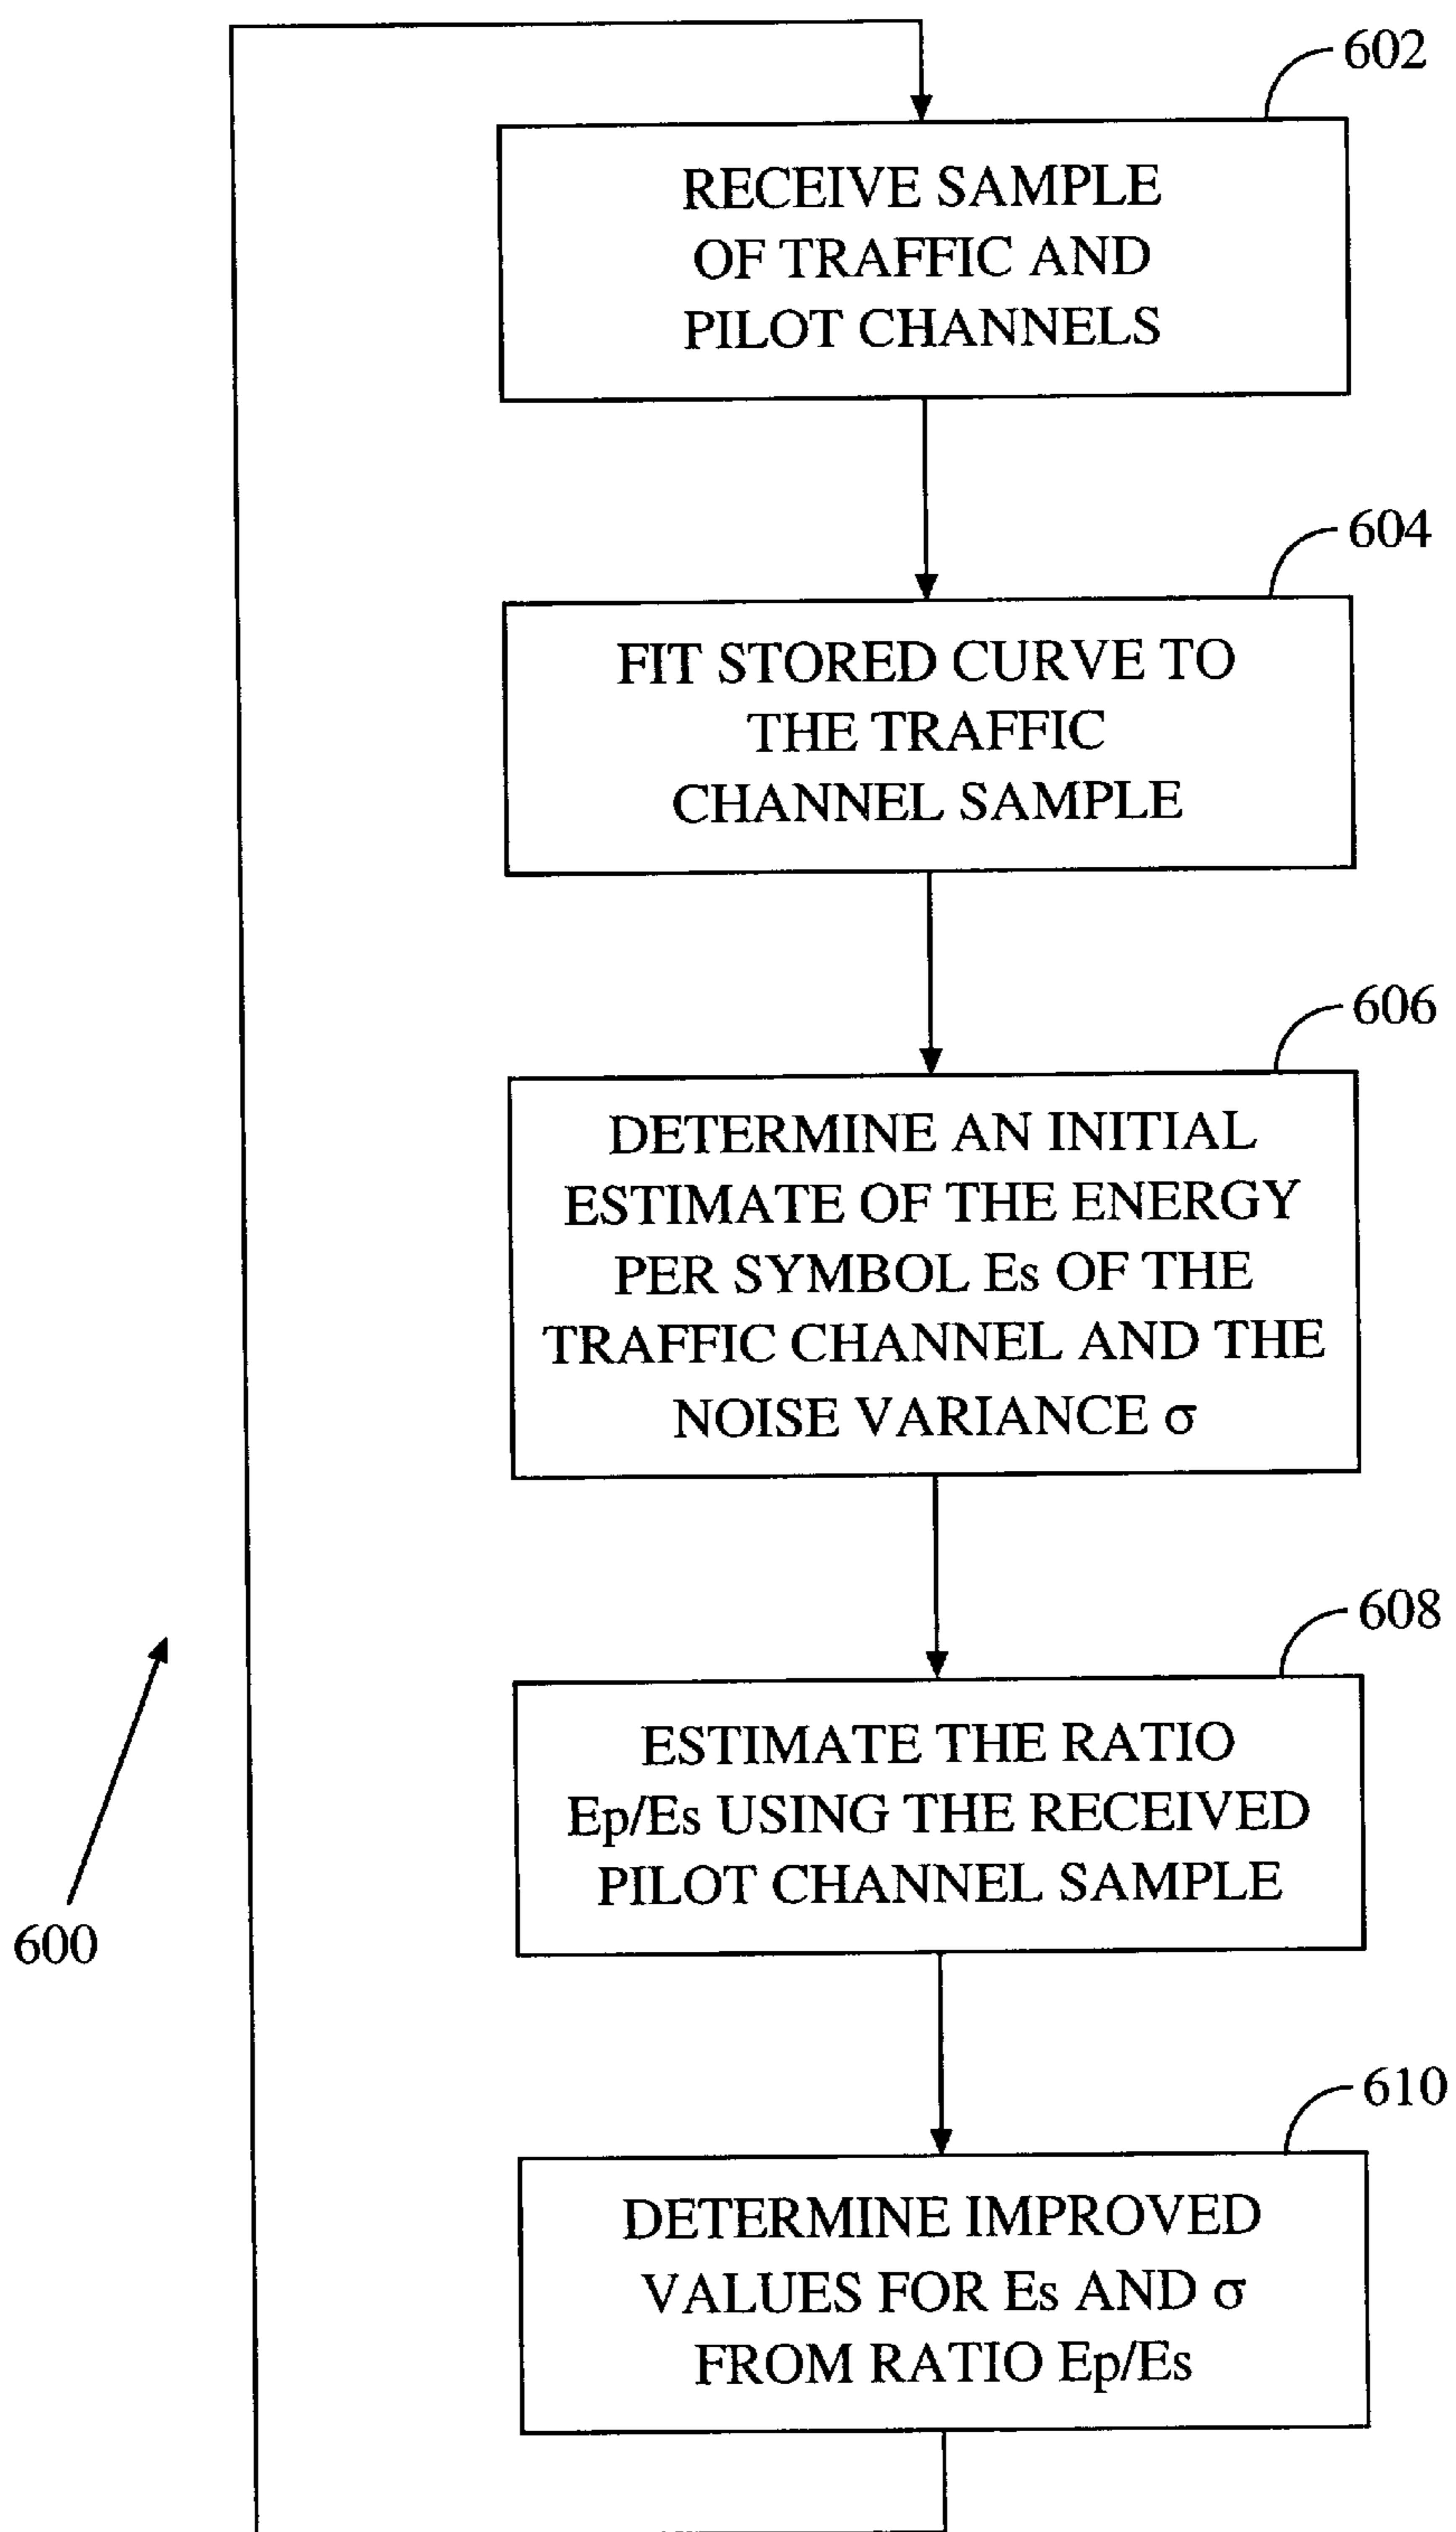 602
RECEIVE SAMPLE
OF TRAFFIC AND
PILOT CHANNELS
604
FIT STORED CURVE TO
THE TRAFFIC
CHANNEL SAMPLE
606
DETERMINE AN INITIAL
ESTIMATE OF THE ENERGY
PER SYMBOL Es OF THE
TRAFFIC CHANNEL AND THE
NOISE VARIANCE σ
608
ESTIMATE THE RATIO
Ep/Es USING THE RECEIVED
PILOT CHANNEL SAMPLE
600
610
DETERMINE IMPROVED
VALUES FOR Es AND σ
FROM RATIO Ep/Es